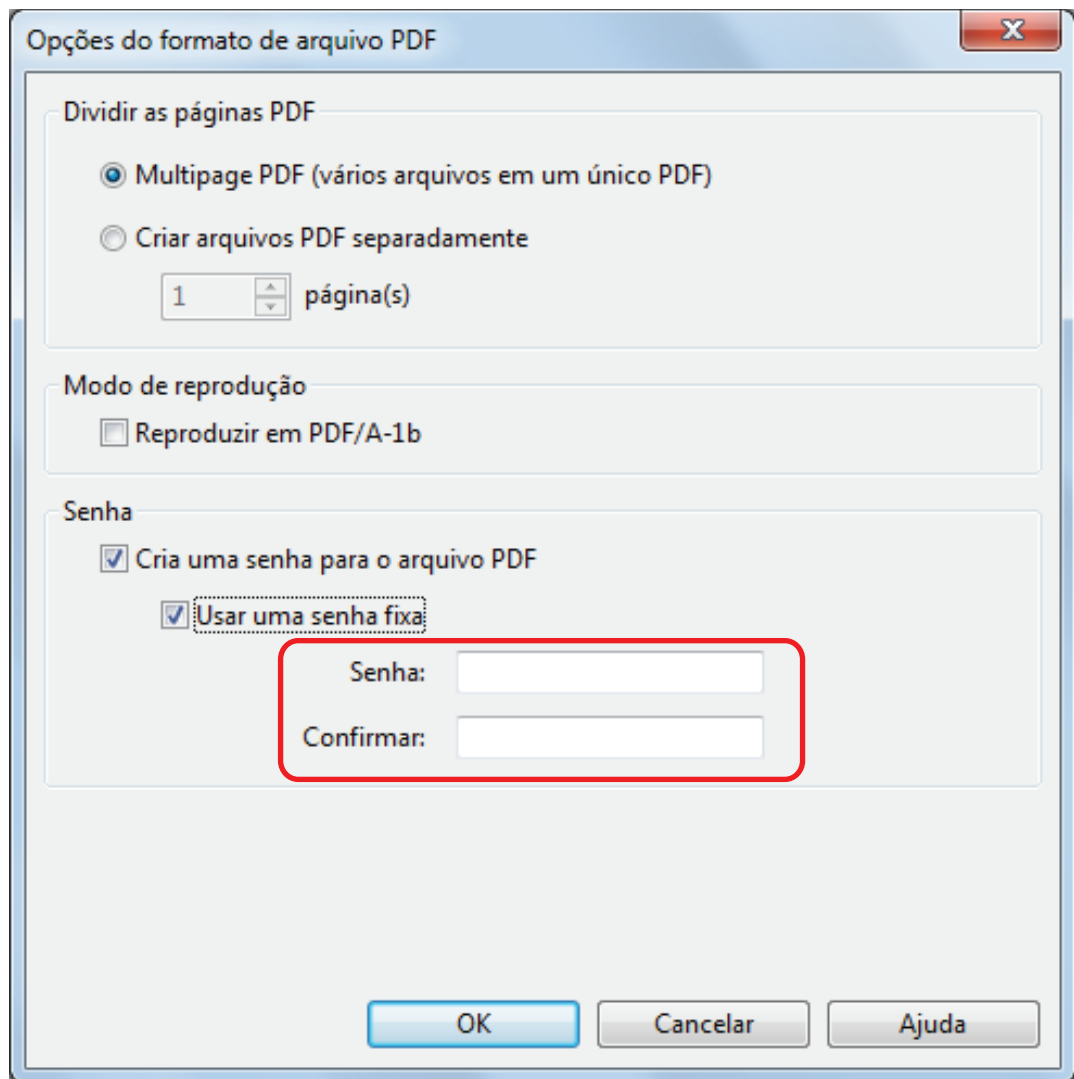 Opções do formato de arquivo PDF
Dividir as páginas PDF
Multipage PDF (vários arquivos em um único PDF)
Criar arquivos PDF separadamente
1 página(s)
Modo de reprodução
Reproduzir em PDF/A-1b
Senha
Cria uma senha para o arquivo PDF
Usar uma senha fixa
Senha:
Confirmar:
OK Cancelar Ajuda